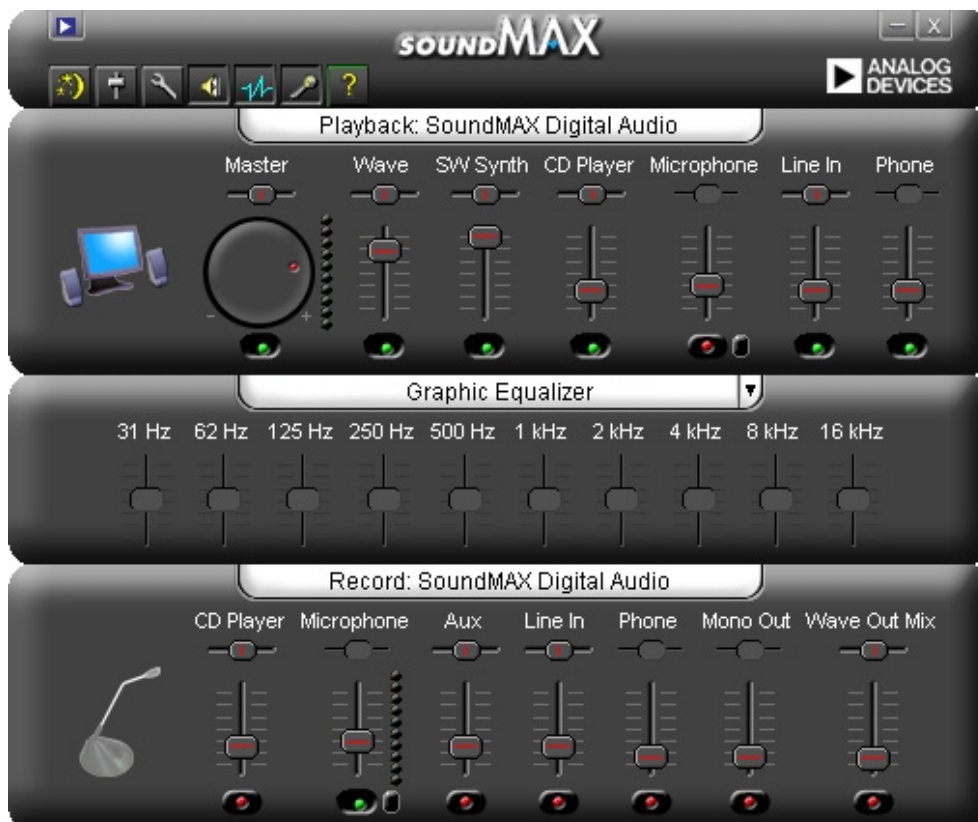 SOUNDMAX
— X
?
ANALOG
DEVICES
Playback: SoundMAX Digital Audio
Master Wave SW Synth CD Player Microphone Line In Phone
- +
Graphic Equalizer
31 Hz 62 Hz 125 Hz 250 Hz 500 Hz 1 kHz 2 kHz 4 kHz 8 kHz 16 kHz
Record: SoundMAX Digital Audio
CD Player Microphone Aux Line In Phone Mono Out Wave Out Mix